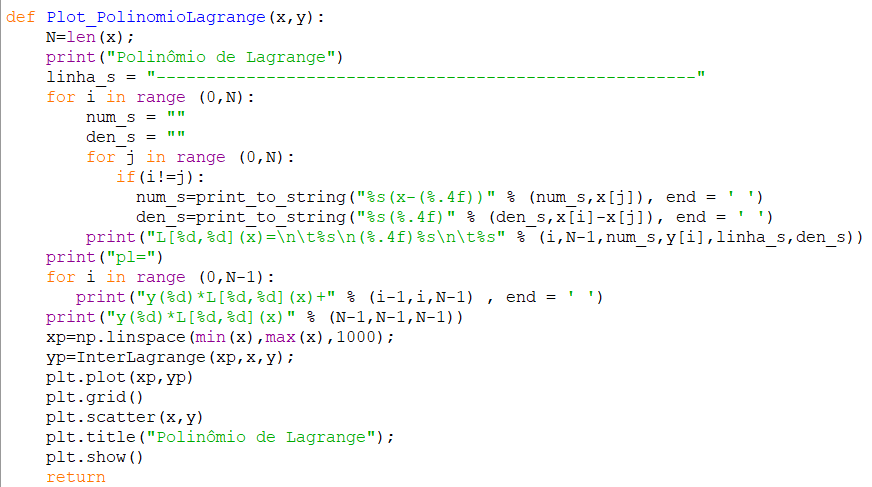 def Plot_PolinomioLagrange(x,y):
    N=len(x);
    print("Polinômio de Lagrange")
    linha_s = "------------------------------------------------------"
    for i in range (0,N):
        num_s = ""
        den_s = ""
        for j in range (0,N):
           if(i!=j):
             num_s=print_to_string("%s(x-(%.4f))" % (num_s,x[j]), end = ' ')
             den_s=print_to_string("%s(%.4f)" % (den_s,x[i]-x[j]), end = ' ')
        print("L[%d,%d](x)=\n\t%s\n(%.4f)%s\n\t%s" % (i,N-1,num_s,y[i],linha_s,den_s))
    print("pl=")
    for i in range (0,N-1):
       print("y(%d)*L[%d,%d](x)+" % (i-1,i,N-1) , end = ' ')
    print("y(%d)*L[%d,%d](x)" % (N-1,N-1,N-1))
    xp=np.linspace(min(x),max(x),1000);
    yp=InterLagrange(xp,x,y);
    plt.plot(xp,yp)
    plt.grid()
    plt.scatter(x,y)
    plt.title("Polinômio de Lagrange");
    plt.show()
    return